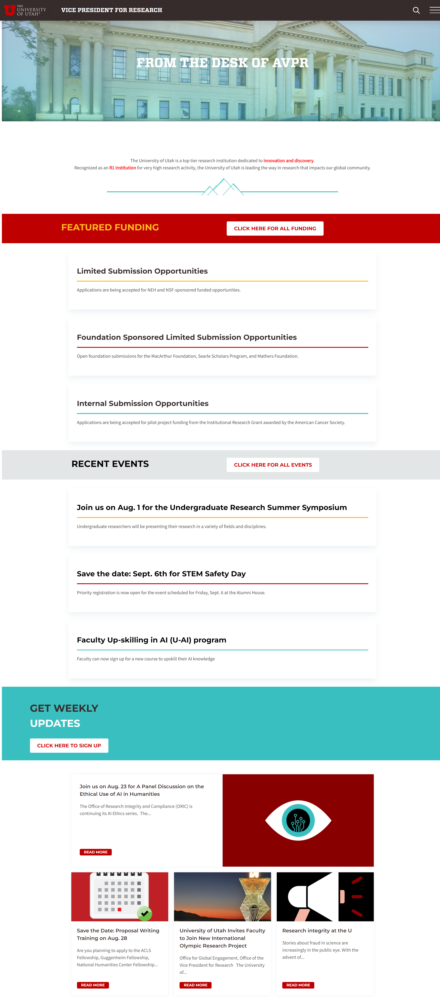 THE
UNIVERSITY
OF UTAH®
VICE PRESIDENT FOR RESEARCH
FROM THE DESK OF AVPR
The University of Utah is a top tier research institution dedicated to innovation and discovery.
Recognized as an R1 Institution for very high research activity, the University of Utah is leading the way in research that impacts our global community.
FEATURED FUNDING
CLICK HERE FOR ALL FUNDING
Limited Submission Opportunities
Applications are being accepted for NEH and NSF-sponsored funded opportunities.
Foundation Sponsored Limited Submission Opportunities
Open foundation submissions for the MacArthur Foundation, Searle Scholars Program, and Mathers Foundation.
Internal Submission Opportunities
Applications are being accepted for pilot project funding from the Institutional Research Grant awarded by the American Cancer Society.
RECENT EVENTS
CLICK HERE FOR ALL EVENTS
Join us on Aug. 1 for the Undergraduate Research Summer Symposium
Undergraduate researchers will be presenting their research in a variety of fields and disciplines.
Save the date: Sept. 6th for STEM Safety Day
Priority registration is now open for the event scheduled for Friday, Sept. 6 at the Alumni House.
Faculty Up-skilling in AI (U-AI) program
Faculty can now sign up for a new course to upskill their AI knowledge
GET WEEKLY
UPDATES
CLICK HERE TO SIGN UP
Join us on Aug. 23 for A Panel Discussion on the
Ethical Use of AI in Humanities
The Office of Research Integrity and Compliance (ORIC) is
continuing its AI Ethics series. The...
READ MORE
Save the Date: Proposal Writing
Training on Aug. 28
Are you planning to apply to the ACLS
Fellowship, Guggenheim Fellowship,
National Humanities Center Fellowship...
READ MORE
University of Utah Invites Faculty
to Join New International
Olympic Research Project
Office for Global Engagement, Office of the
Vice President for Research The University
of...
READ MORE
Research integrity at the U
Stories about fraud in science are
increasingly in the public eye. With the
advent of...
READ MORE